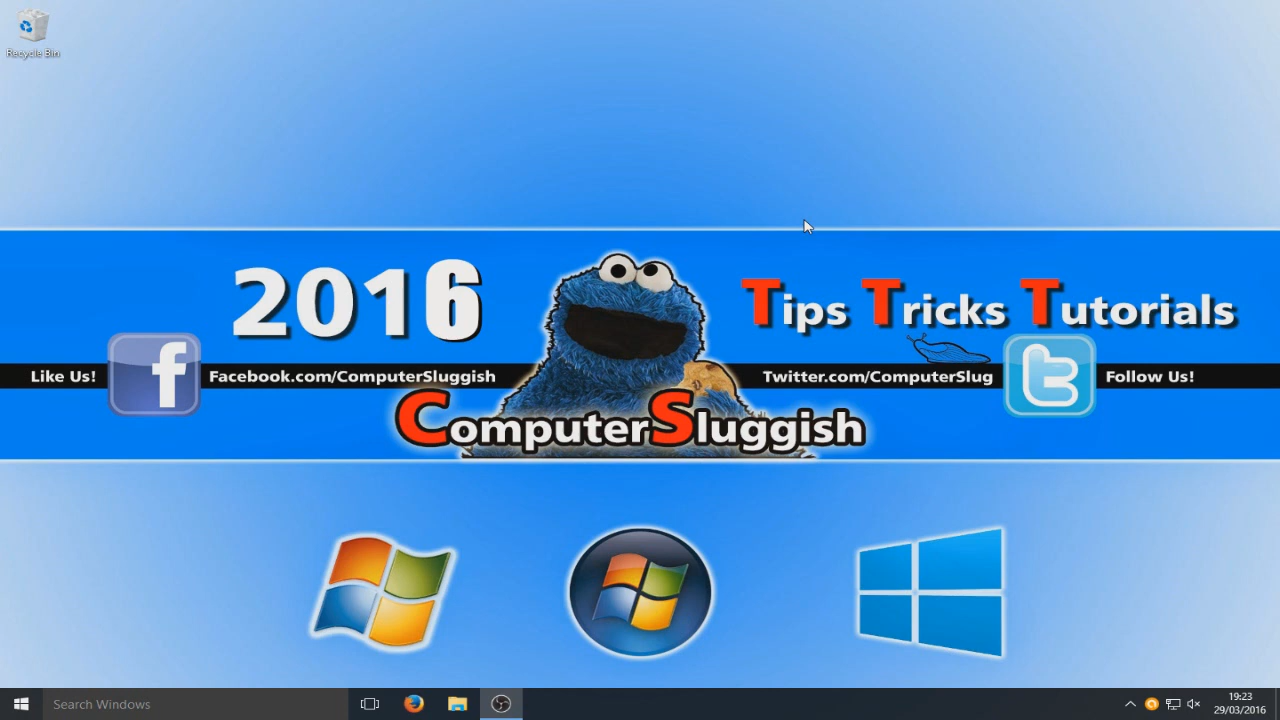 Recycle Bin
2016
Tips Tricks Tutorials
Like Us!
Facebook.com/ComputerSluggish
Twitter.com/ComputerSlug
Follow Us!
ComputerSluggish
Search Windows
19:23
29/03/2016